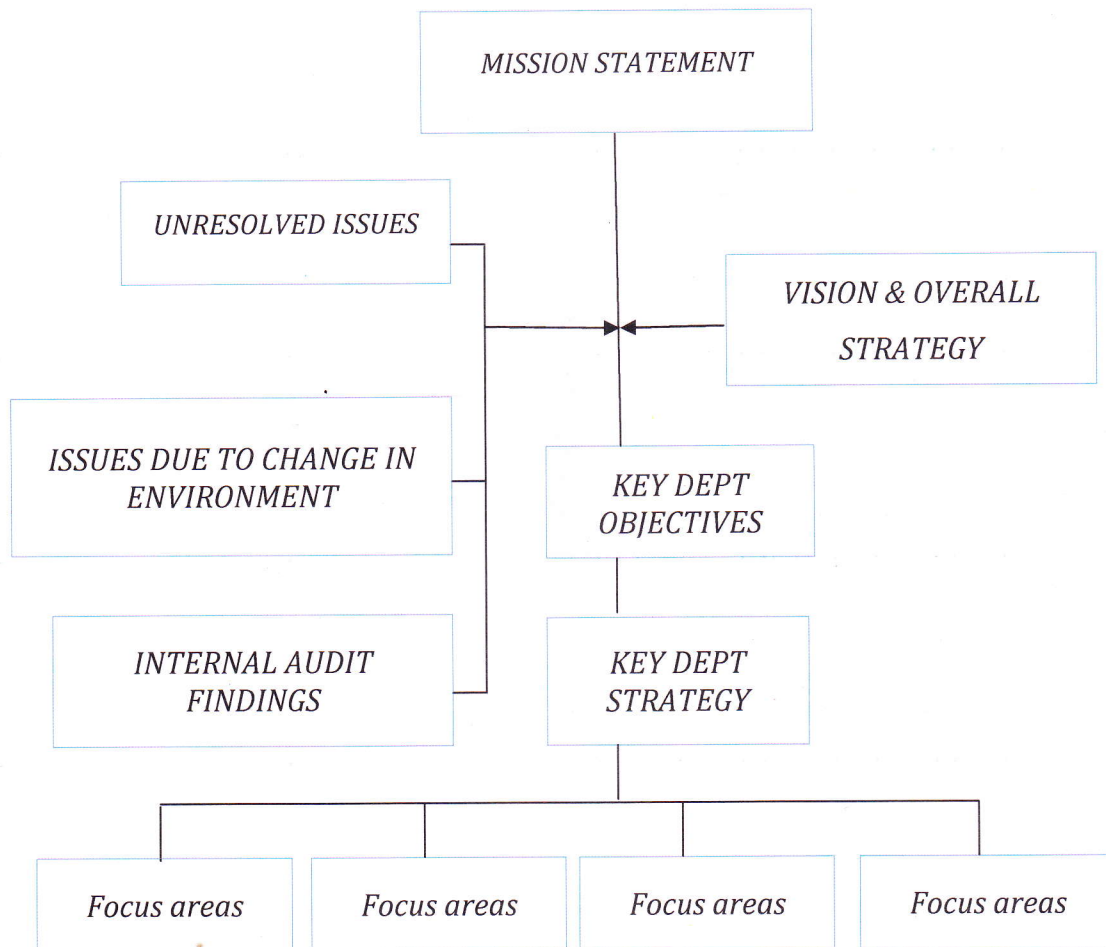 MISSION STATEMENT
UNRESOLVED ISSUES
VISION & OVERALL
STRATEGY
ISSUES DUE TO CHANGE IN
ENVIRONMENT
KEY DEPT
OBJECTIVES
INTERNAL AUDIT
FINDINGS
KEY DEPT
STRATEGY
Focus areas
Focus areas
Focus areas
Focus areas